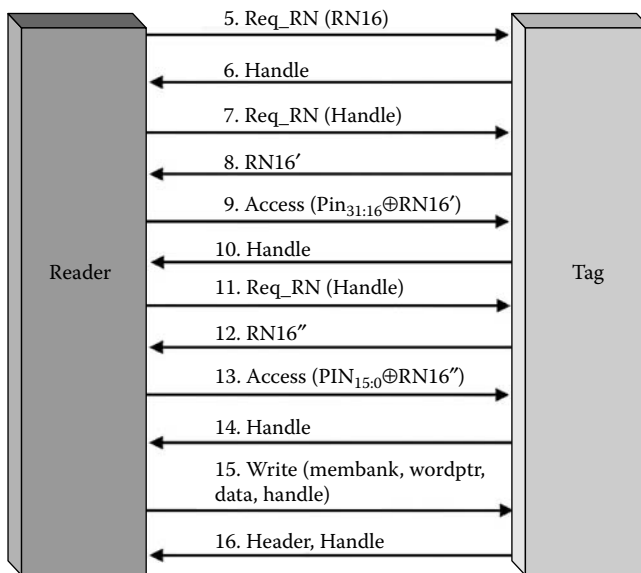 5. Req_RN (RN16)
6. Handle
7. Req_RN (Handle)
8. RN16′
9. Access (Pin₃₁:₁₆⊕RN16′)
10. Handle
Reader
Tag
11. Req_RN (Handle)
12. RN16″
13. Access (PIN₁₅:₀⊕RN16″)
14. Handle
15. Write (membank, wordptr,
data, handle)
16. Header, Handle